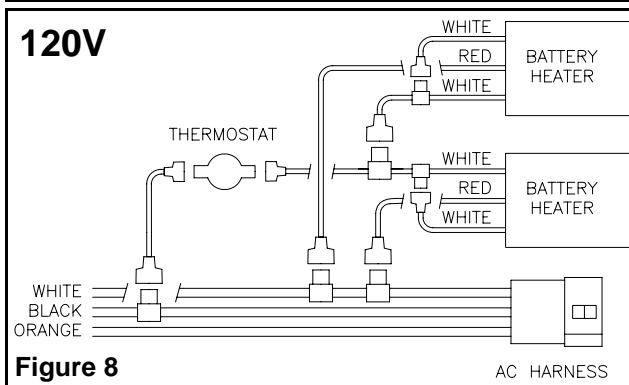 120V
WHITE
RED
WHITE
BATTERY
HEATER
THERMOSTAT
WHITE
RED
WHITE
BATTERY
HEATER
WHITE
BLACK
ORANGE
Figure 8
AC HARNESS